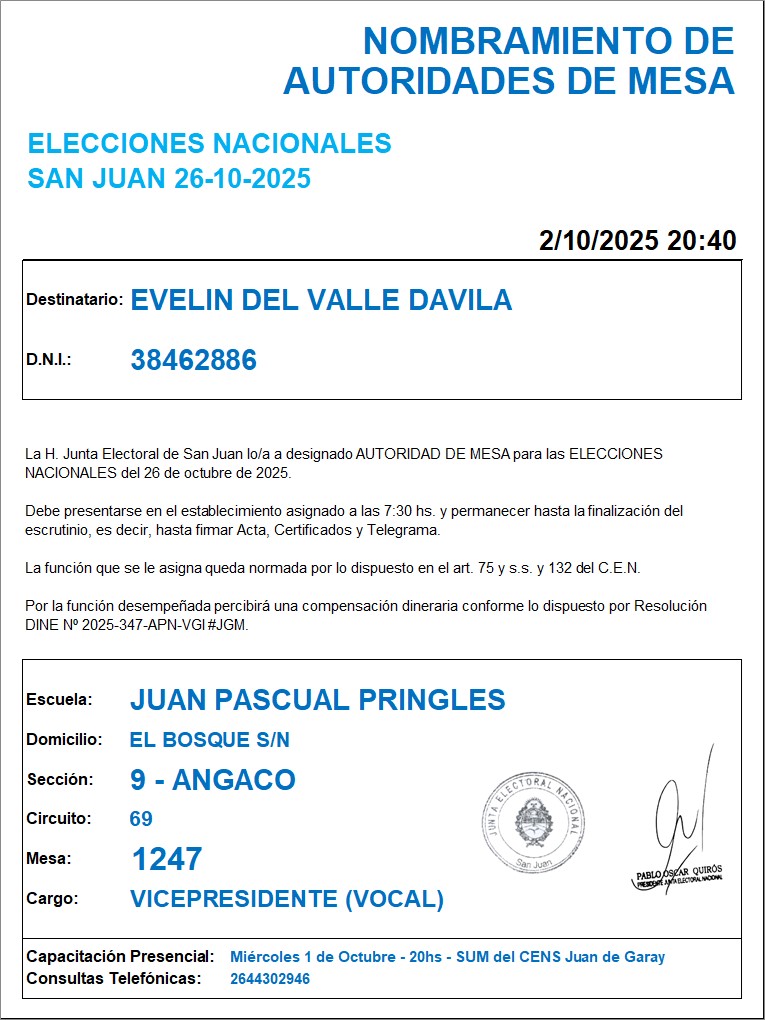 NOMBRAMIENTO DE
AUTORIDADES DE MESA
ELECCIONES NACIONALES
SAN JUAN 26-10-2025
2/10/2025 20:40
Destinatario: EVELIN DEL VALLE DAVILA
D.N.I.: 38462886
La H. Junta Electoral de San Juan lo/a a designado AUTORIDAD DE MESA para las ELECCIONES
NACIONALES del 26 de octubre de 2025.
Debe presentarse en el establecimiento asignado a las 7:30 hs. y permanecer hasta la finalización del
escrutinio, es decir, hasta firmar Acta, Certificados y Telegrama.
La función que se le asigna queda normada por lo dispuesto en el art. 75 y s.s. y 132 del C.E.N.
Por la función desempeñada percibirá una compensación dineraria conforme lo dispuesto por Resolución
DINE Nº 2025-347-APN-VGI#JGM.
Escuela: JUAN PASCUAL PRINGLES
Domicilio: EL BOSQUE S/N
Sección: 9 - ANGACO
Circuito: 69
Mesa: 1247
Cargo: VICEPRESIDENTE (VOCAL)
JUNTA ELECTORAL NACIONAL
San Juan
PABLO OSCAR QUIRÓS
PRESIDENTE JUNTA ELECTORAL NACIONAL
Capacitación Presencial: Miércoles 1 de Octubre - 20hs - SUM del CENS Juan de Garay
Consultas Telefónicas: 2644302946